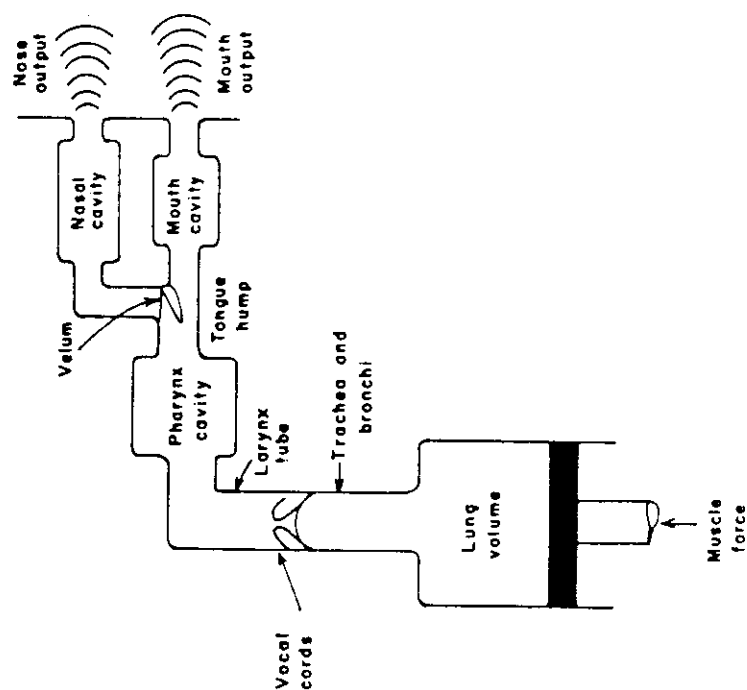 Nose
output
Mouth
output
Nasal
cavity
Mouth
cavity
Velum
Tongue
hump
Pharynx
cavity
Larynx
tube
Trachea and
bronchi
Vocal
cords
Lung
volume
Muscle
force